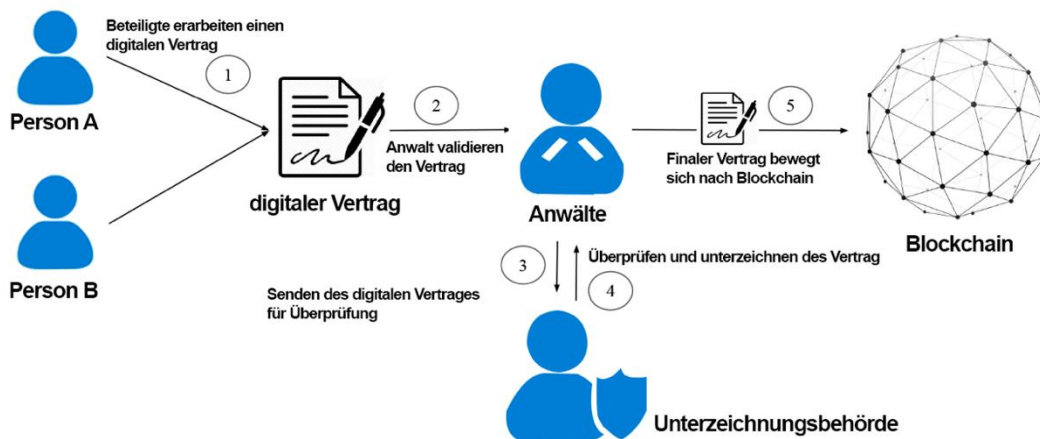 Beteiligte erarbeiten einen
digitalen Vertrag
1
Person A
2
Anwalt validieren
den Vertrag
digitaler Vertrag
Person B
Anwälte
5
Finaler Vertrag bewegt
sich nach Blockchain
Blockchain
3
Senden des digitalen Vertrages
für Überprüfung
4
Überprüfen und unterzeichnen des Vertrag
Unterzeichnungsbehörde